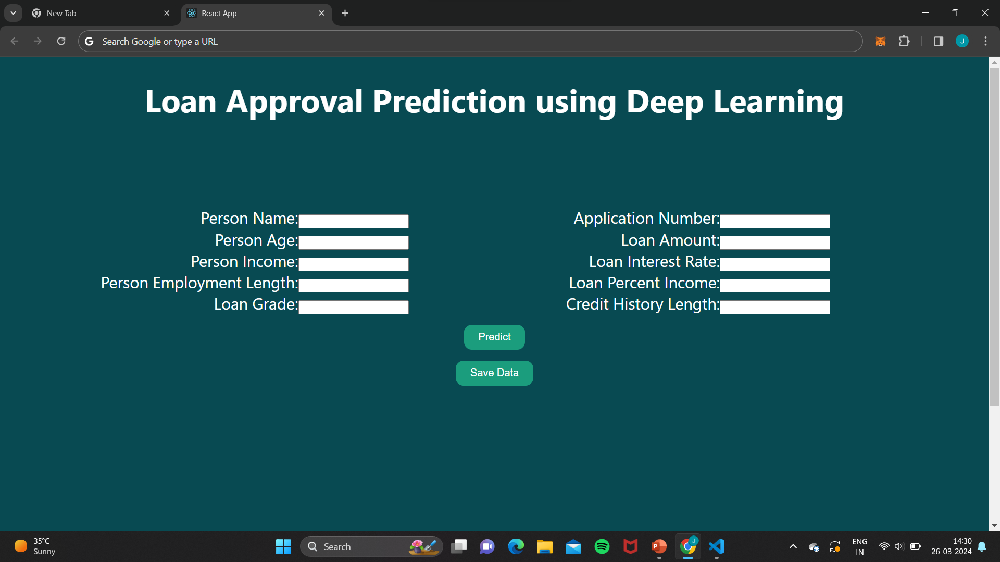 New Tab
React App
Search Google or type a URL
J
Loan Approval Prediction using Deep Learning
Person Name:
Person Age:
Person Income:
Person Employment Length:
Loan Grade:
Application Number:
Loan Amount:
Loan Interest Rate:
Loan Percent Income:
Credit History Length:
Predict
Save Data
35°C
Sunny
Search
P
J
ENG
IN
14:30
26-03-2024